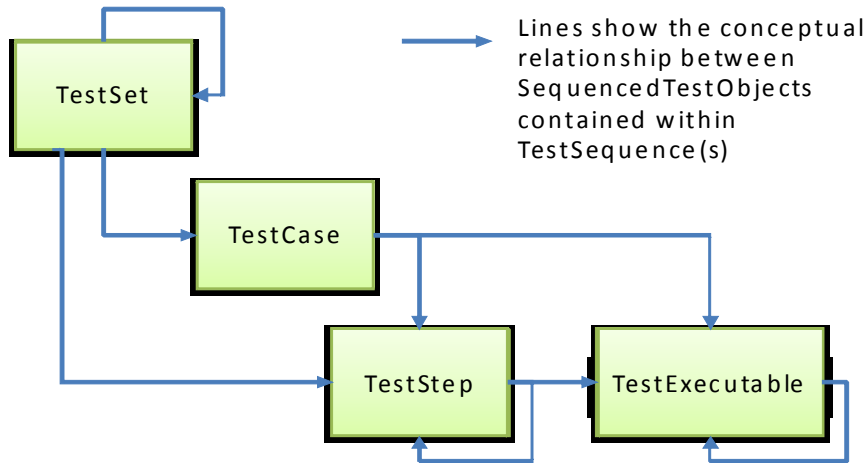 TestSet
Lines show the conceptual
relationship between
SequencedTestObjects
contained within
TestSequence(s)
TestCase
TestStep
TestExecutable